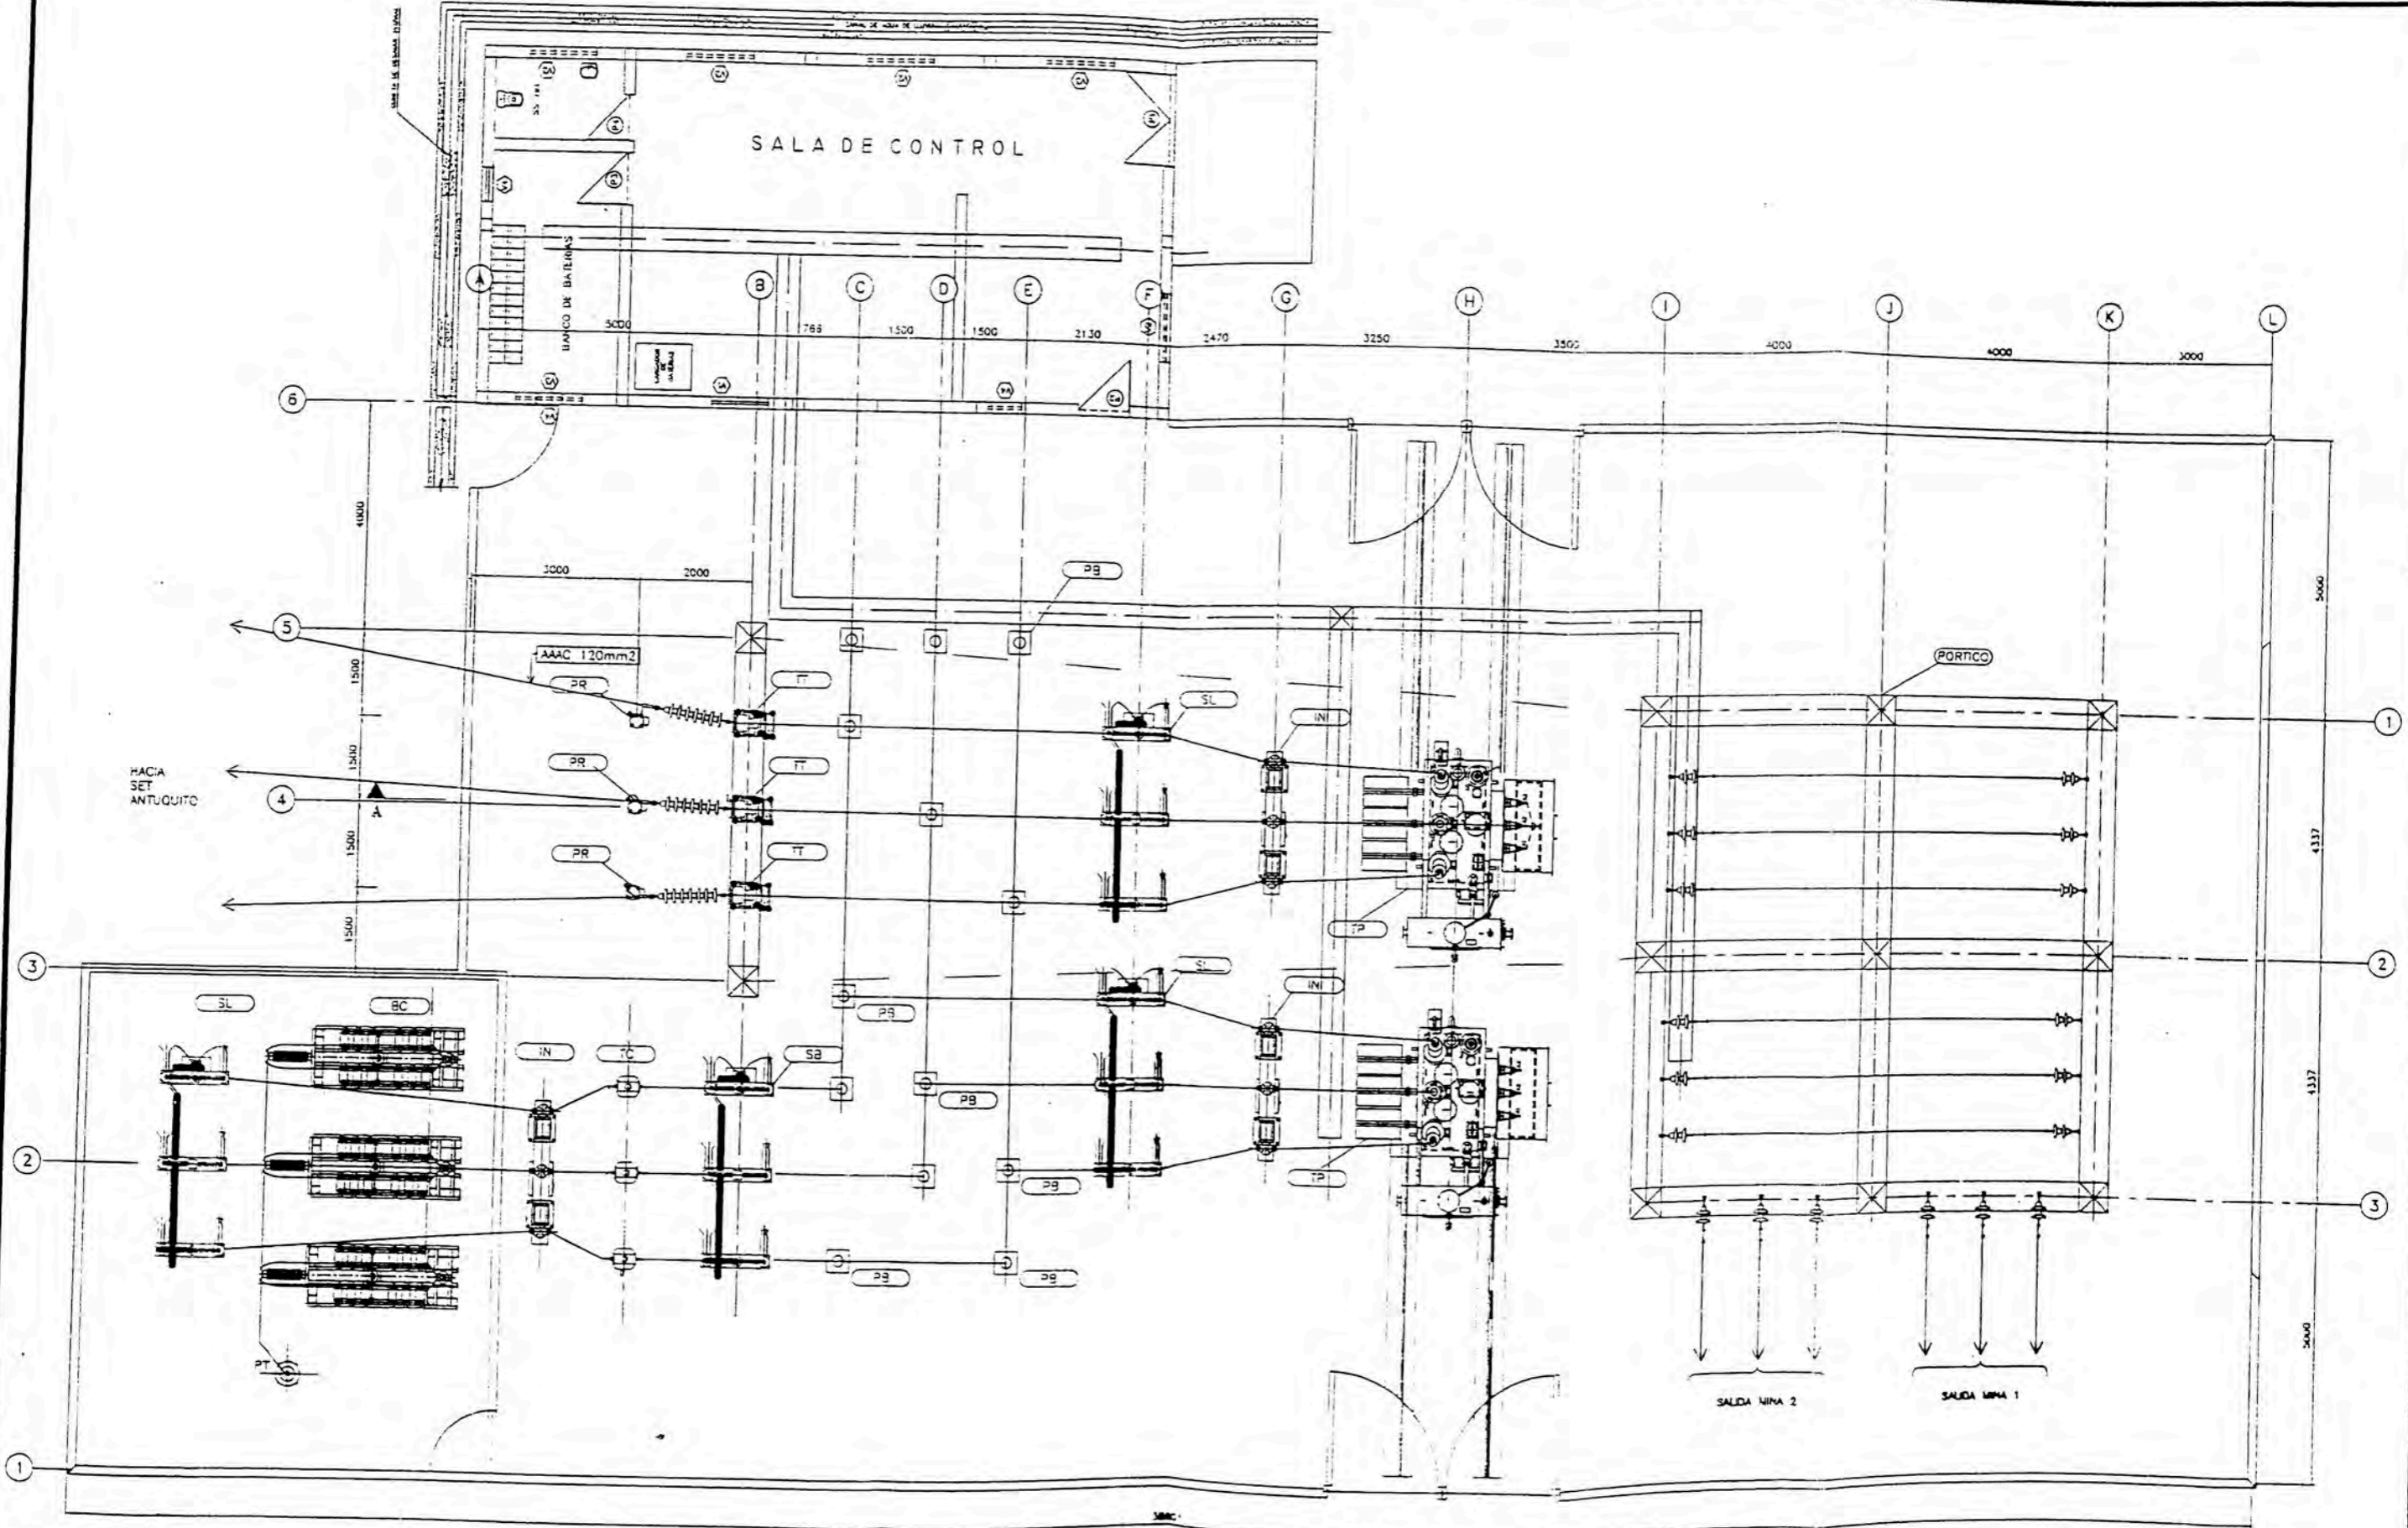 SALA DE CONTROL
BANCO DE BATERIAS
A
B
C
D
E
F
G
H
I
J
K
L
5000
1500
1500
2130
2470
3250
3500
4000
4000
3000
6
4000
3000
2000
PB
5000
5
AAAC 120mm2
1500
PR
TT
SL
INI
PORTICO
1
HACIA
SET
ANTUQUITO
1500
PR
TT
4
A
4337
1500
PR
TT
1500
TP
3
SL
2
SL
BC
PB
INI
IN
TC
SB
PB
4337
2
PB
TP
3
PB
PB
5000
PT
SALIDA MINA 2
SALIDA MINA 1
1